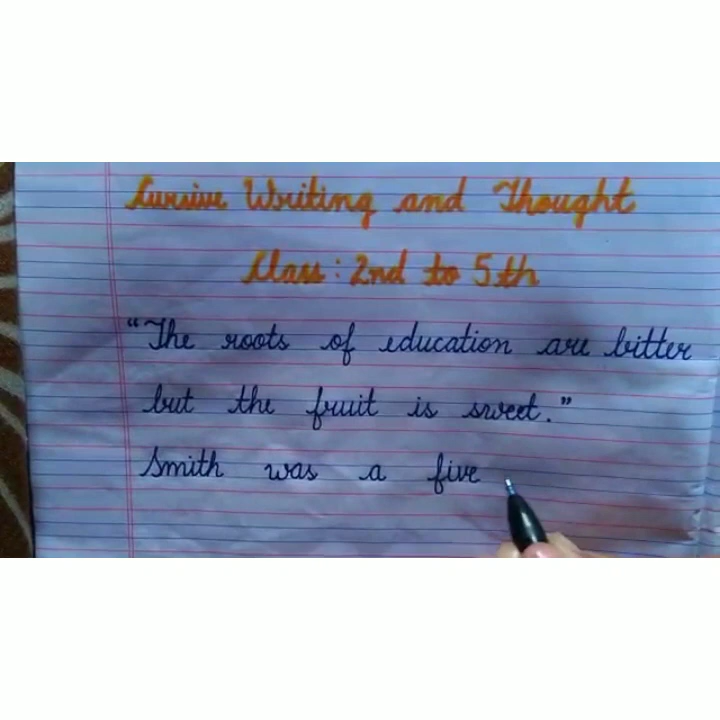 Cursive Writing and Thought
Class : 2nd to 5th
“The roots of education are bitter
but the fruit is sweet.”
Smith was a five